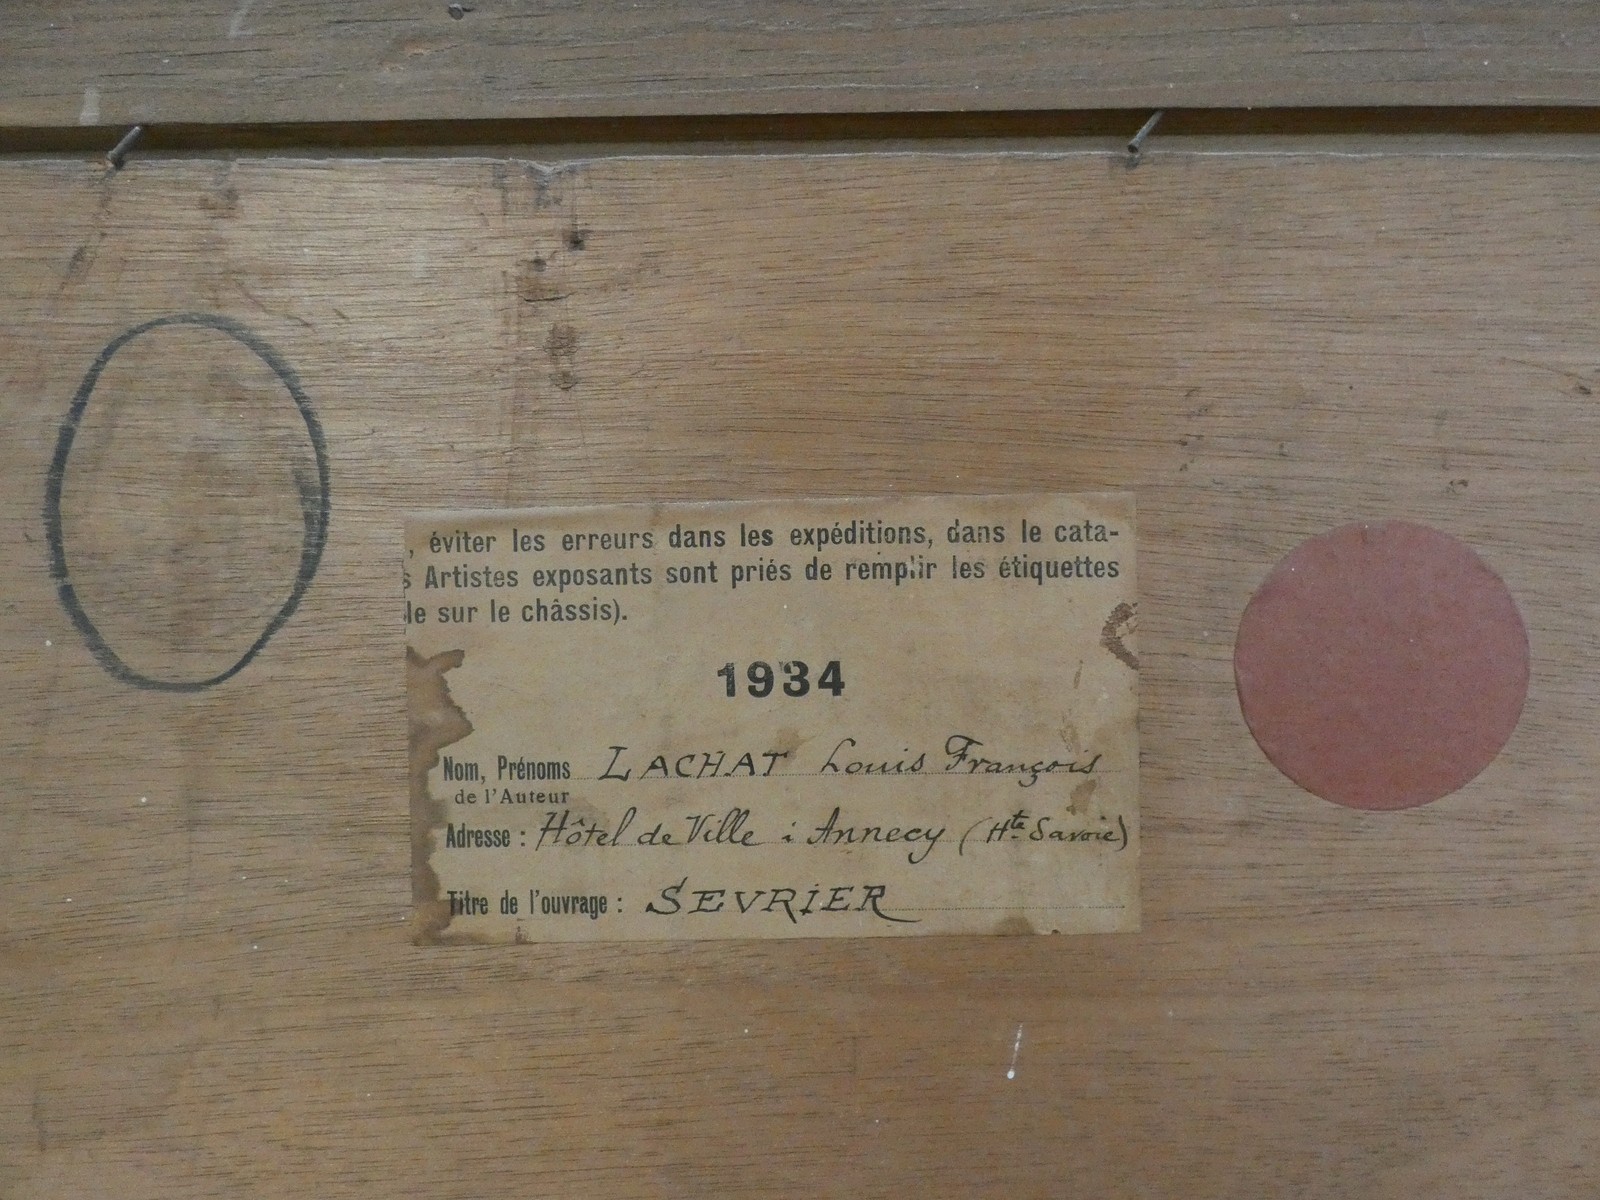 , éviter les erreurs dans les expéditions, dans le cata-
s Artistes exposants sont priés de remplir les étiquettes
le sur le châssis).
1934
Nom, Prénoms LACHAT Louis François
de l'Auteur
Adresse : Hôtel de Ville à Annecy (Hte Savoie)
Titre de l'ouvrage : SEVRIER